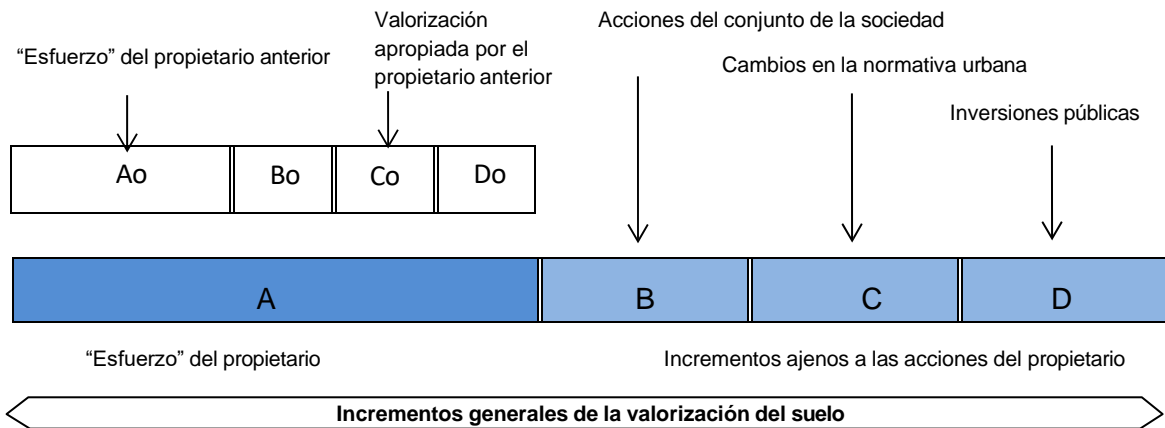 Valorización
apropiada por el
propietario anterior
Acciones del conjunto de la sociedad
“Esfuerzo” del propietario anterior
Cambios en la normativa urbana
Inversiones públicas
Ao Bo Co Do
A B C D
“Esfuerzo” del propietario
Incrementos ajenos a las acciones del propietario
Incrementos generales de la valorización del suelo